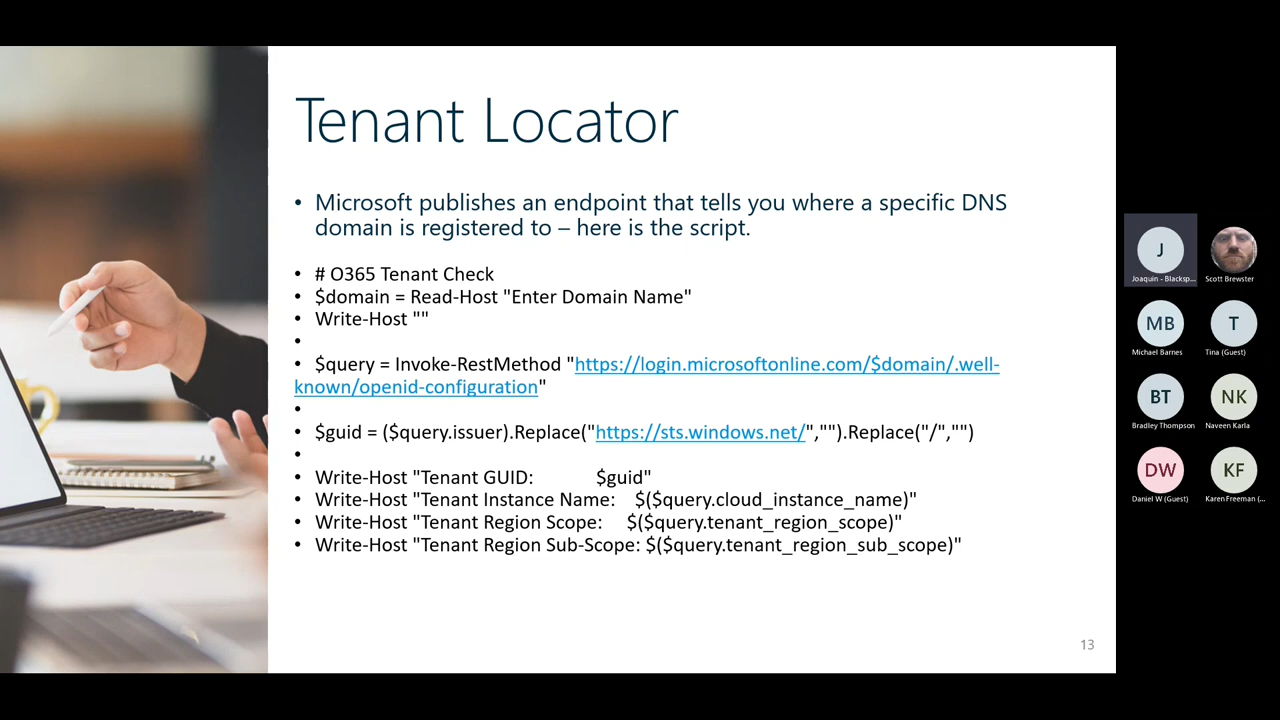 Tenant Locator
• Microsoft publishes an endpoint that tells you where a specific DNS
domain is registered to – here is the script.
• # O365 Tenant Check
• $domain = Read-Host "Enter Domain Name"
• Write-Host ""
•
• $query = Invoke-RestMethod "https://login.microsoftonline.com/$domain/.well-
known/openid-configuration"
•
• $guid = ($query.issuer).Replace("https://sts.windows.net/","").Replace("/","")
•
• Write-Host "Tenant GUID: $guid"
• Write-Host "Tenant Instance Name: $($query.cloud_instance_name)"
• Write-Host "Tenant Region Scope: $($query.tenant_region_scope)"
• Write-Host "Tenant Region Sub-Scope: $($query.tenant_region_sub_scope)"
13
J
Joaquin - Blacksp...
Scott Brewster
MB
Michael Barnes
T
Tina (Guest)
BT
Bradley Thompson
NK
Naveen Karla
DW
Daniel W (Guest)
KF
Karen Freeman (...